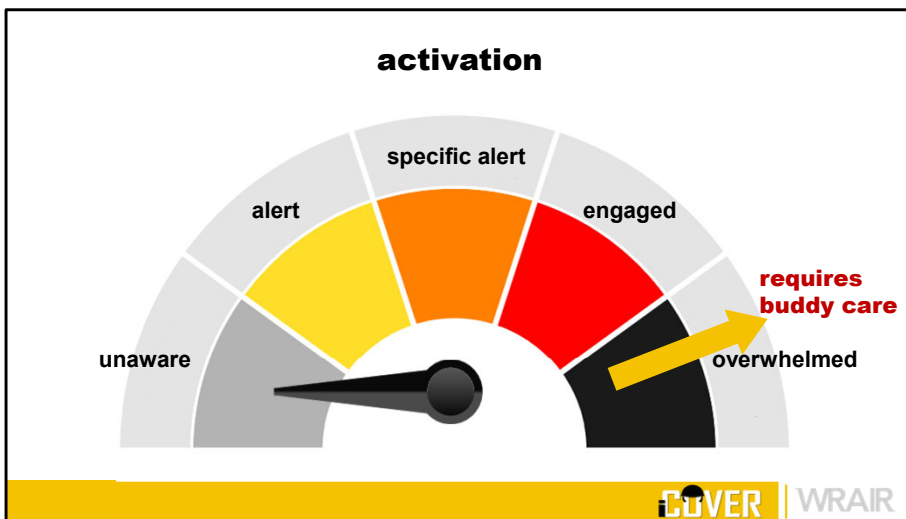 activation
specific alert
alert
engaged
requires
buddy care
unaware
overwhelmed
iCOVER
WRAIR